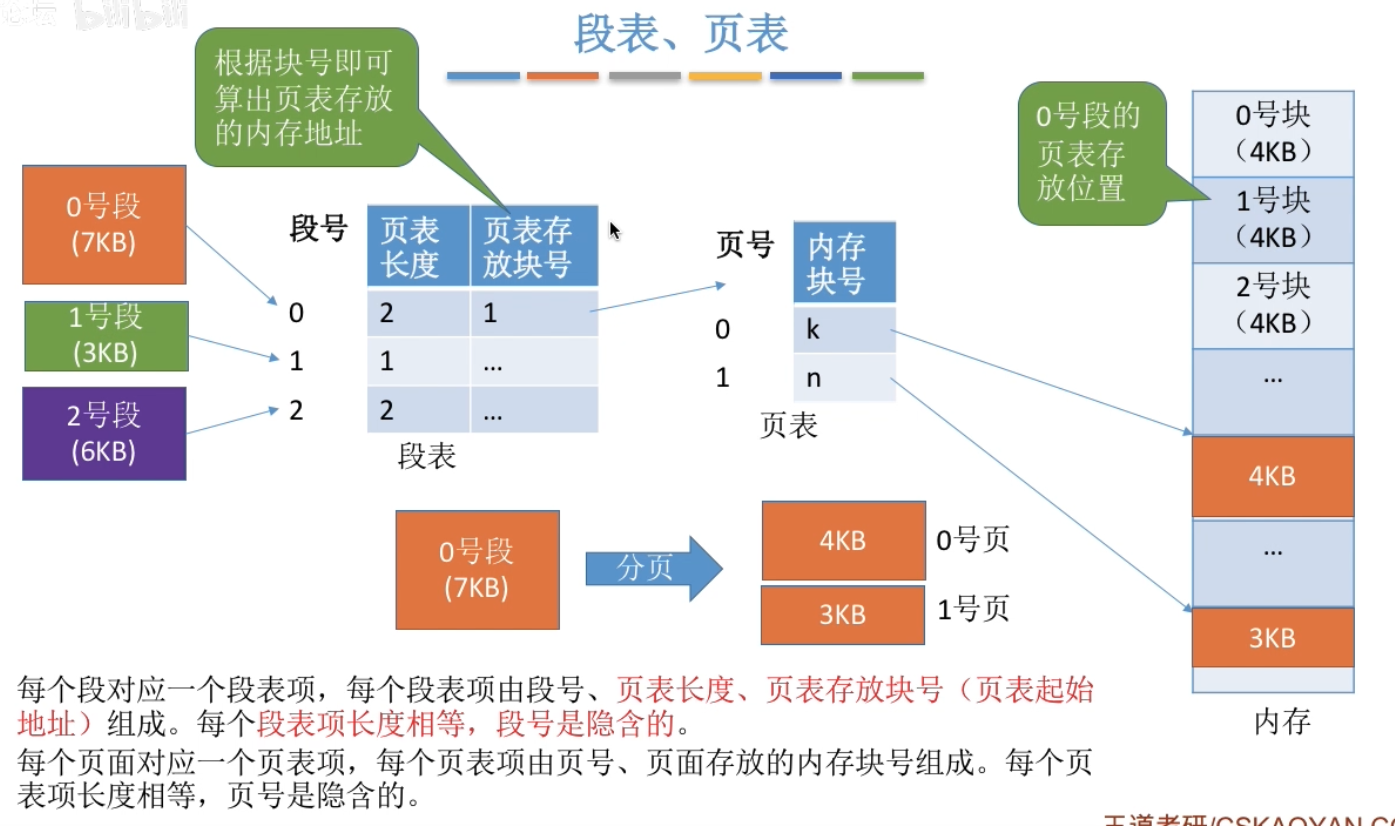 bilibili
段表、页表
根据块号即可
算出页表存放
的内存地址
0号段的
页表存
放位置
0号段
(7KB)
1号段
(3KB)
2号段
(6KB)
段号
页表
长度
页表存
放块号
0
2
1
1
1
...
2
2
...
段表
页号
内存
块号
0
k
1
n
页表
0号块
（4KB）
1号块
（4KB）
2号块
（4KB）
...
4KB
...
3KB
内存
0号段
(7KB)
分页
4KB
0号页
3KB
1号页
每个段对应一个段表项，每个段表项由段号、页表长度、页表存放块号（页表起始
地址）组成。每个段表项长度相等，段号是隐含的。
每个页面对应一个页表项，每个页表项由页号、页面存放的内存块号组成。每个页
表项长度相等，页号是隐含的。
王道考研/CSKAOYAN.C